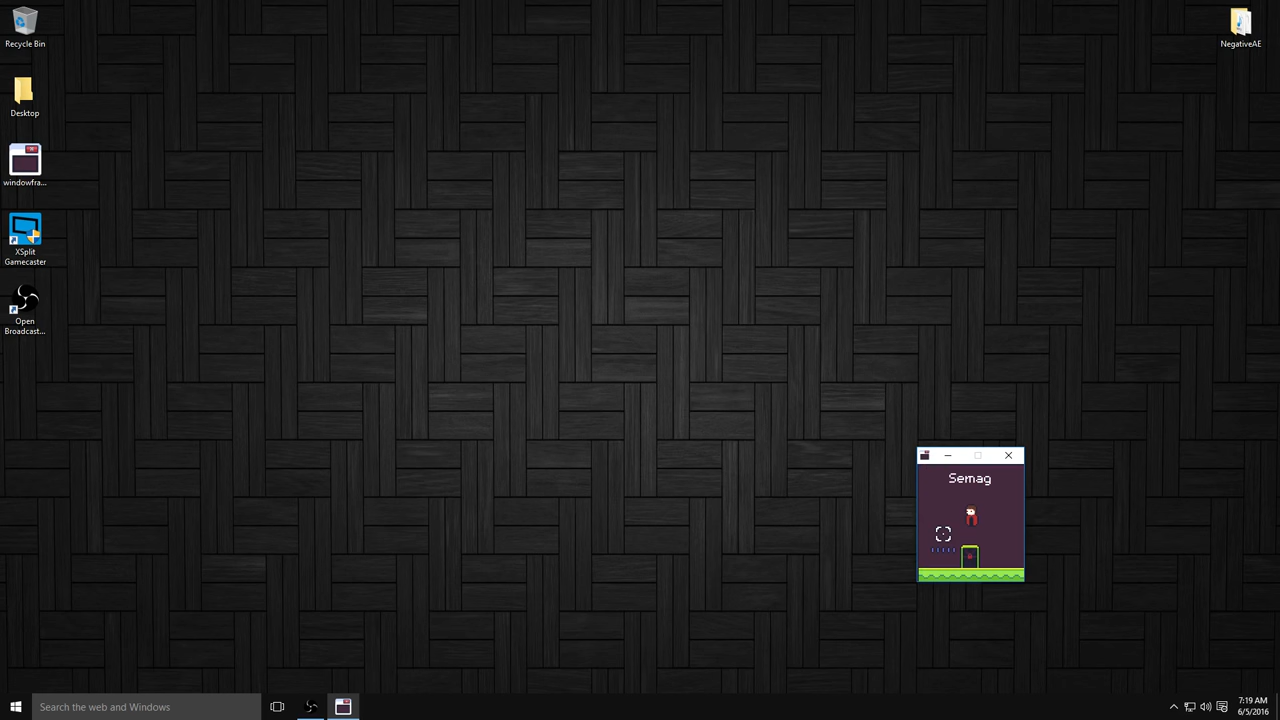 Recycle Bin
NegativeAE
Desktop
windowfra...
XSplit
Gamecaster
Open
Broadcast...
Semag
Search the web and Windows
7:19 AM
6/5/2016